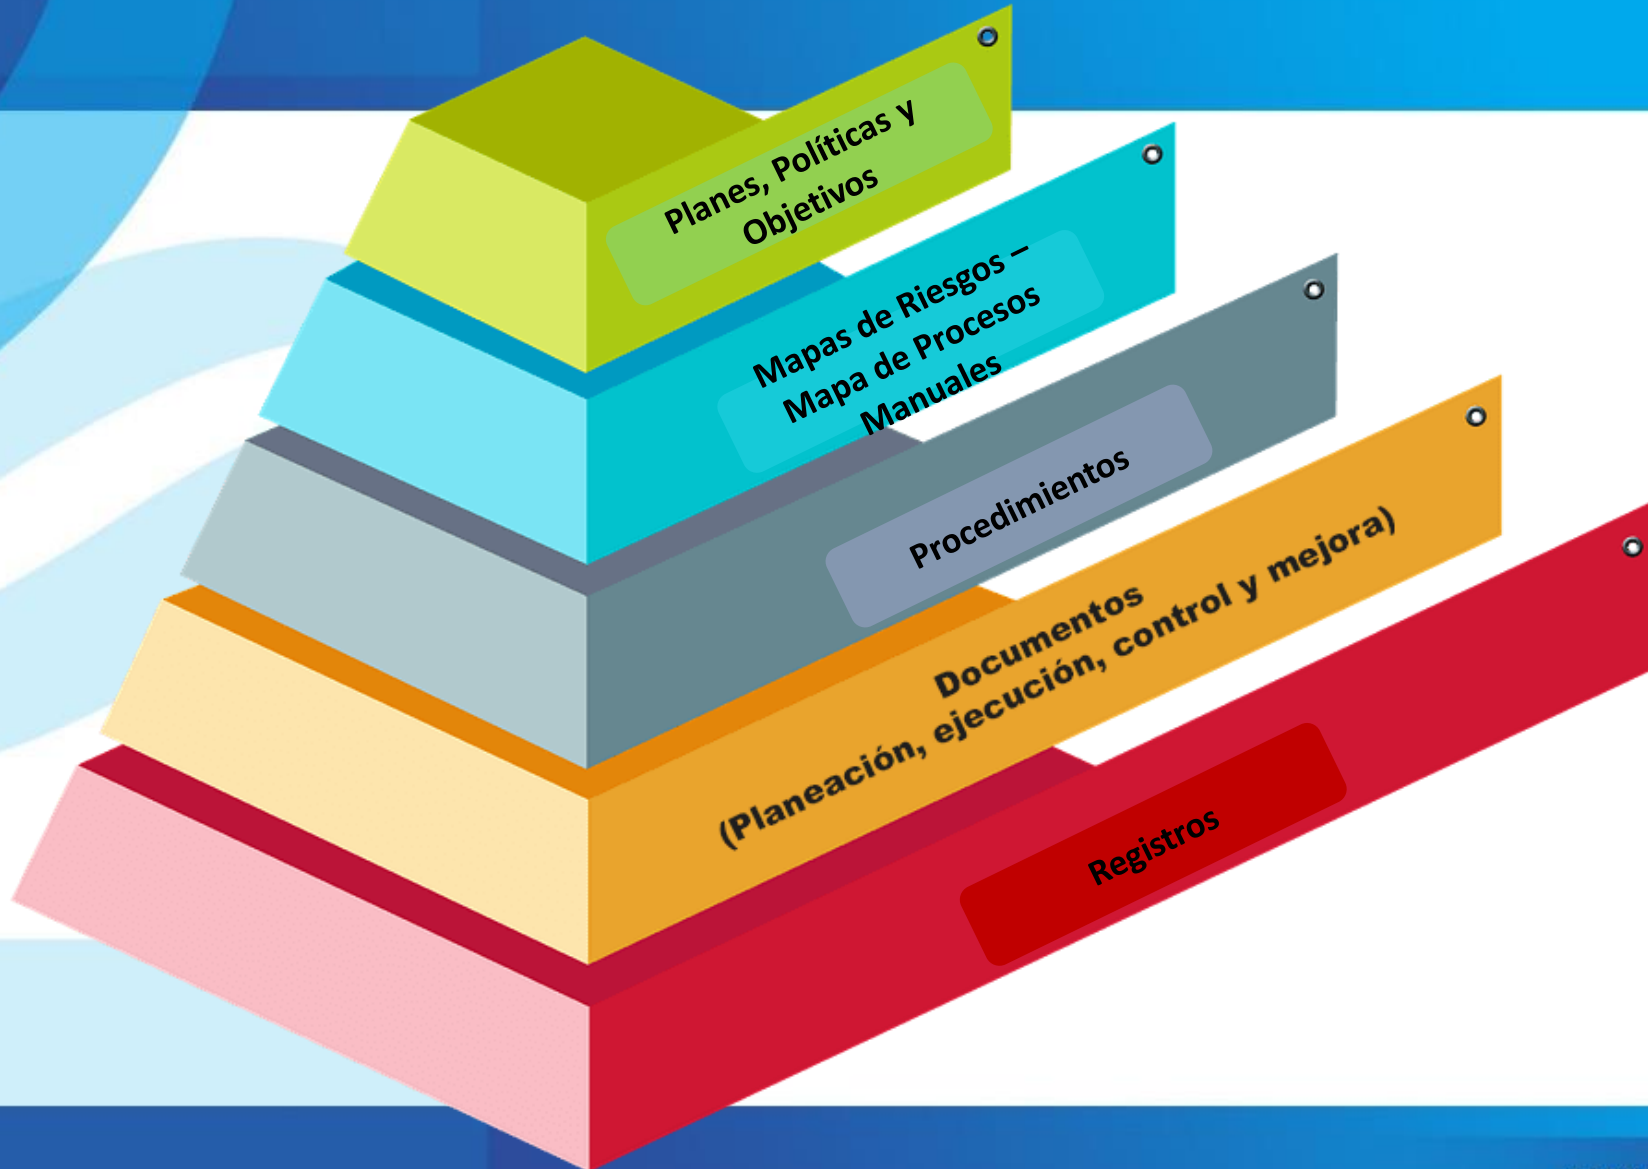 Planes, Políticas y
Objetivos
Mapas de Riesgos –
Mapa de Procesos
Manuales
Procedimientos
Documentos
(Planeación, ejecución, control y mejora)
Registros